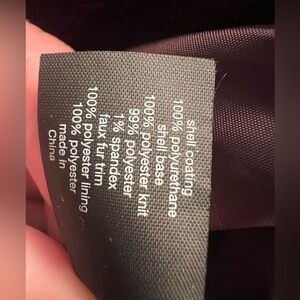 shell coating
100% polyurethane
shell base
100% polyester knit
99% polyester
1% spandex
faux fur trim
100% polyester
100% polyester lining
made in
China